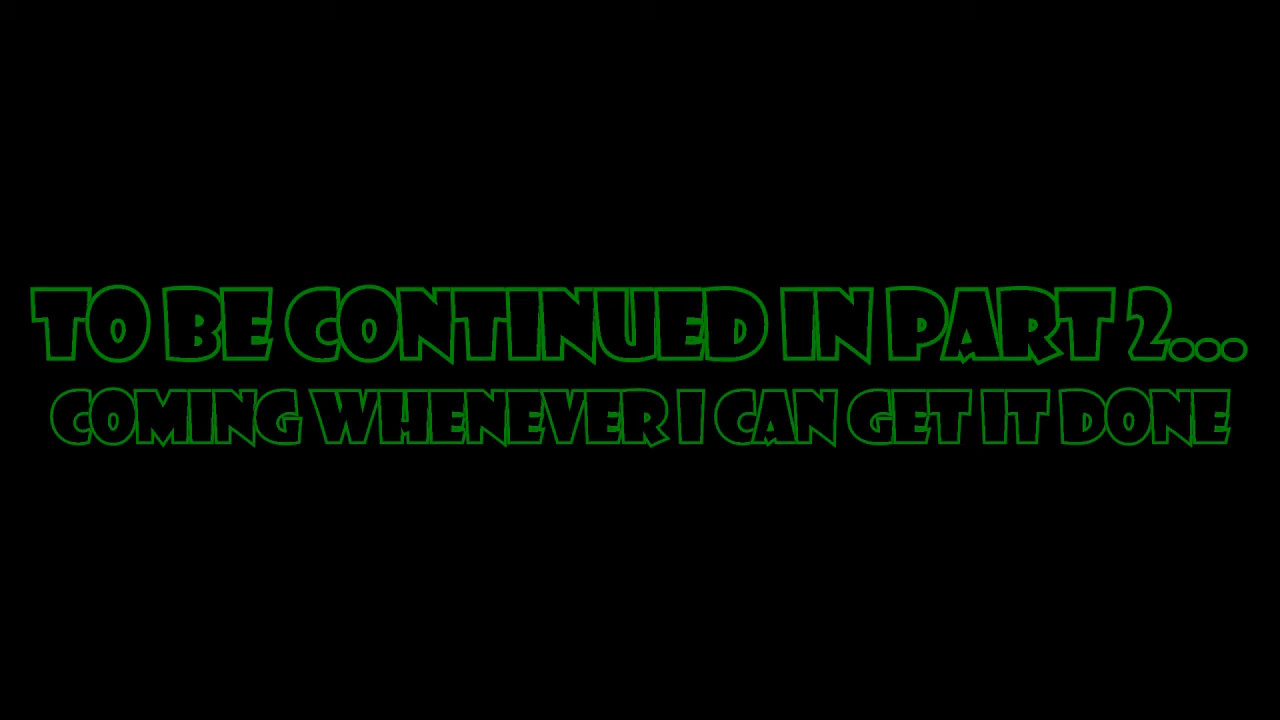 TO BE CONTINUED IN PART 2...
COMING WHENEVER I CAN GET IT DONE